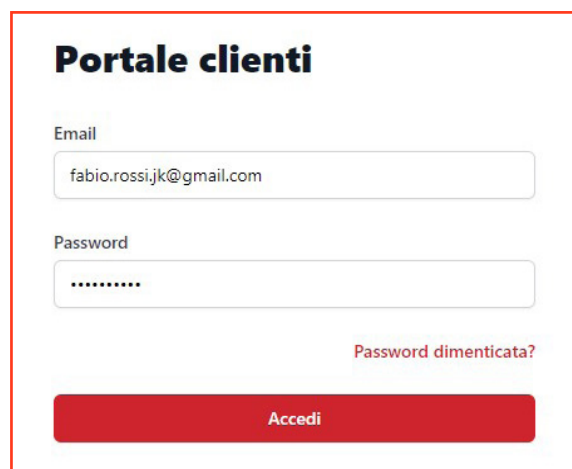 Portale clienti
Email
fabio.rossi.jk@gmail.com
Password
••••••••••
Password dimenticata?
Accedi